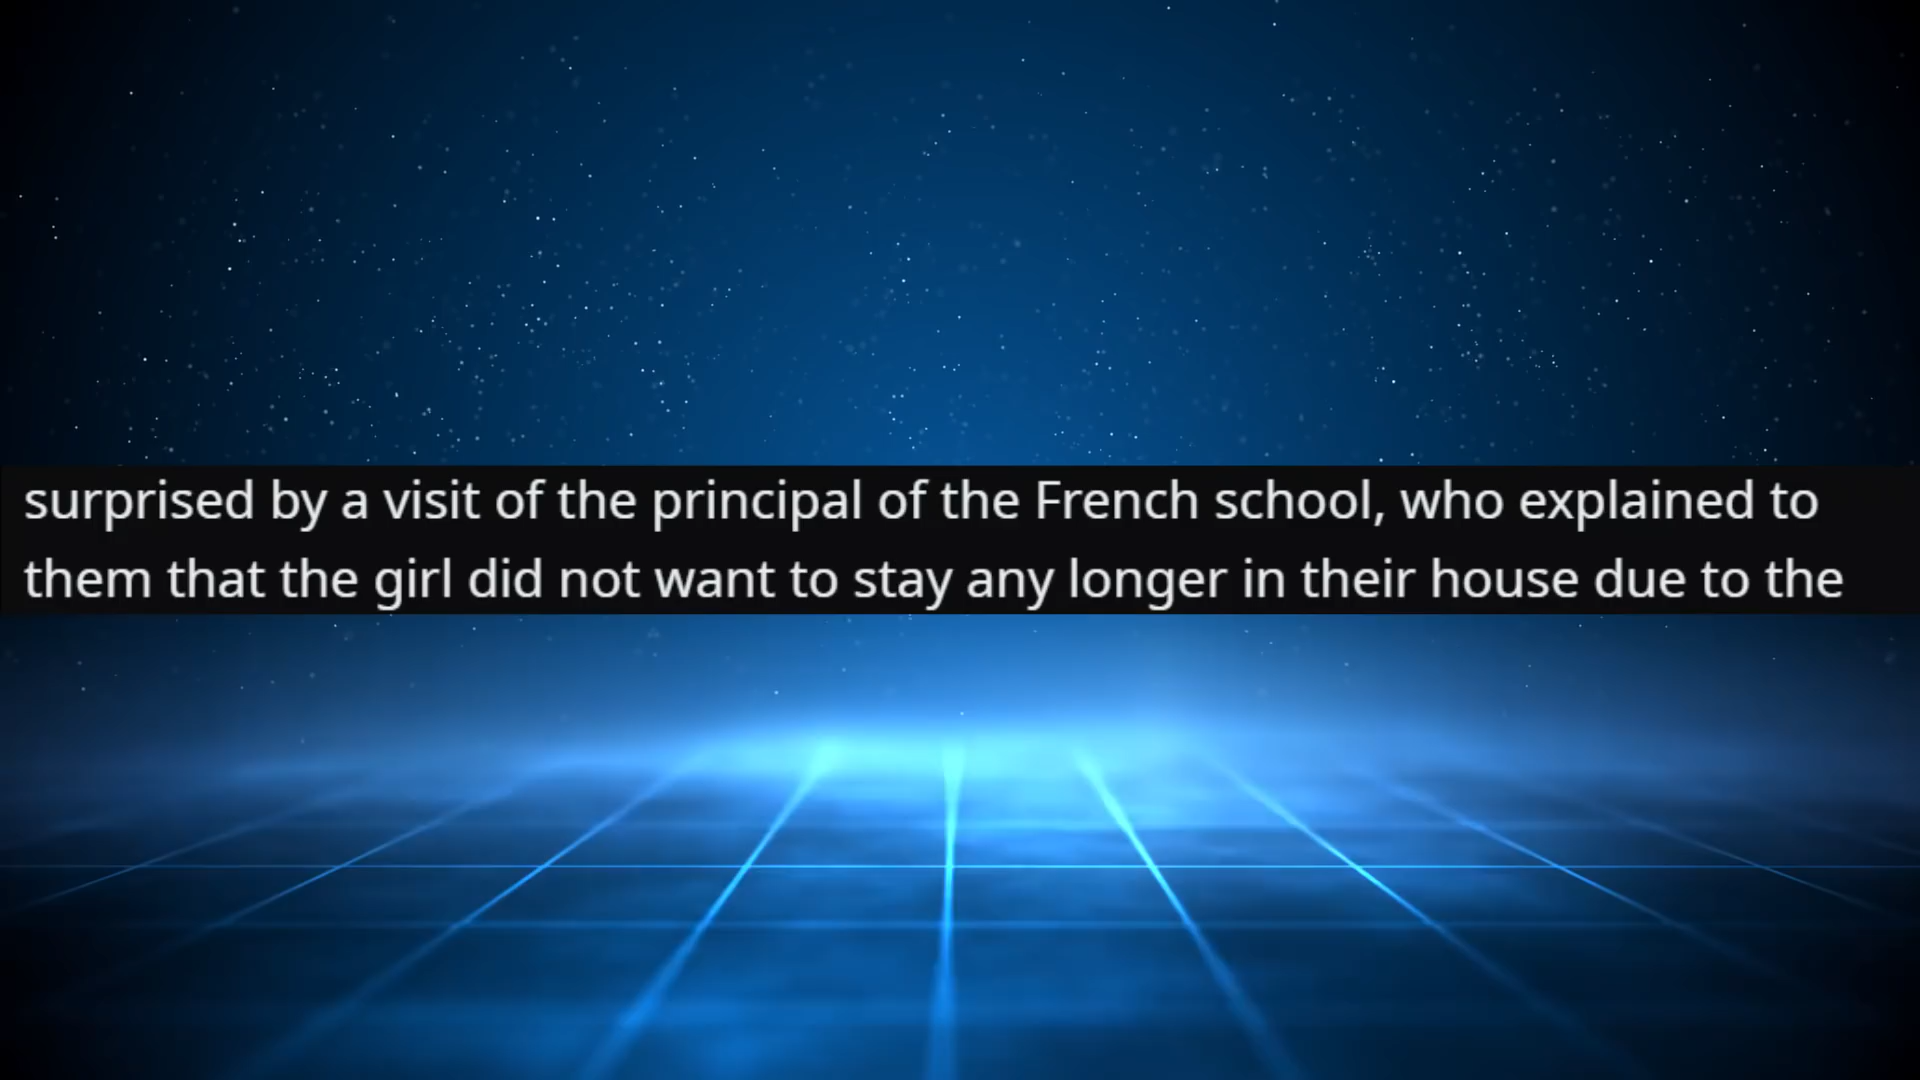 surprised by a visit of the principal of the French school, who explained to
them that the girl did not want to stay any longer in their house due to the